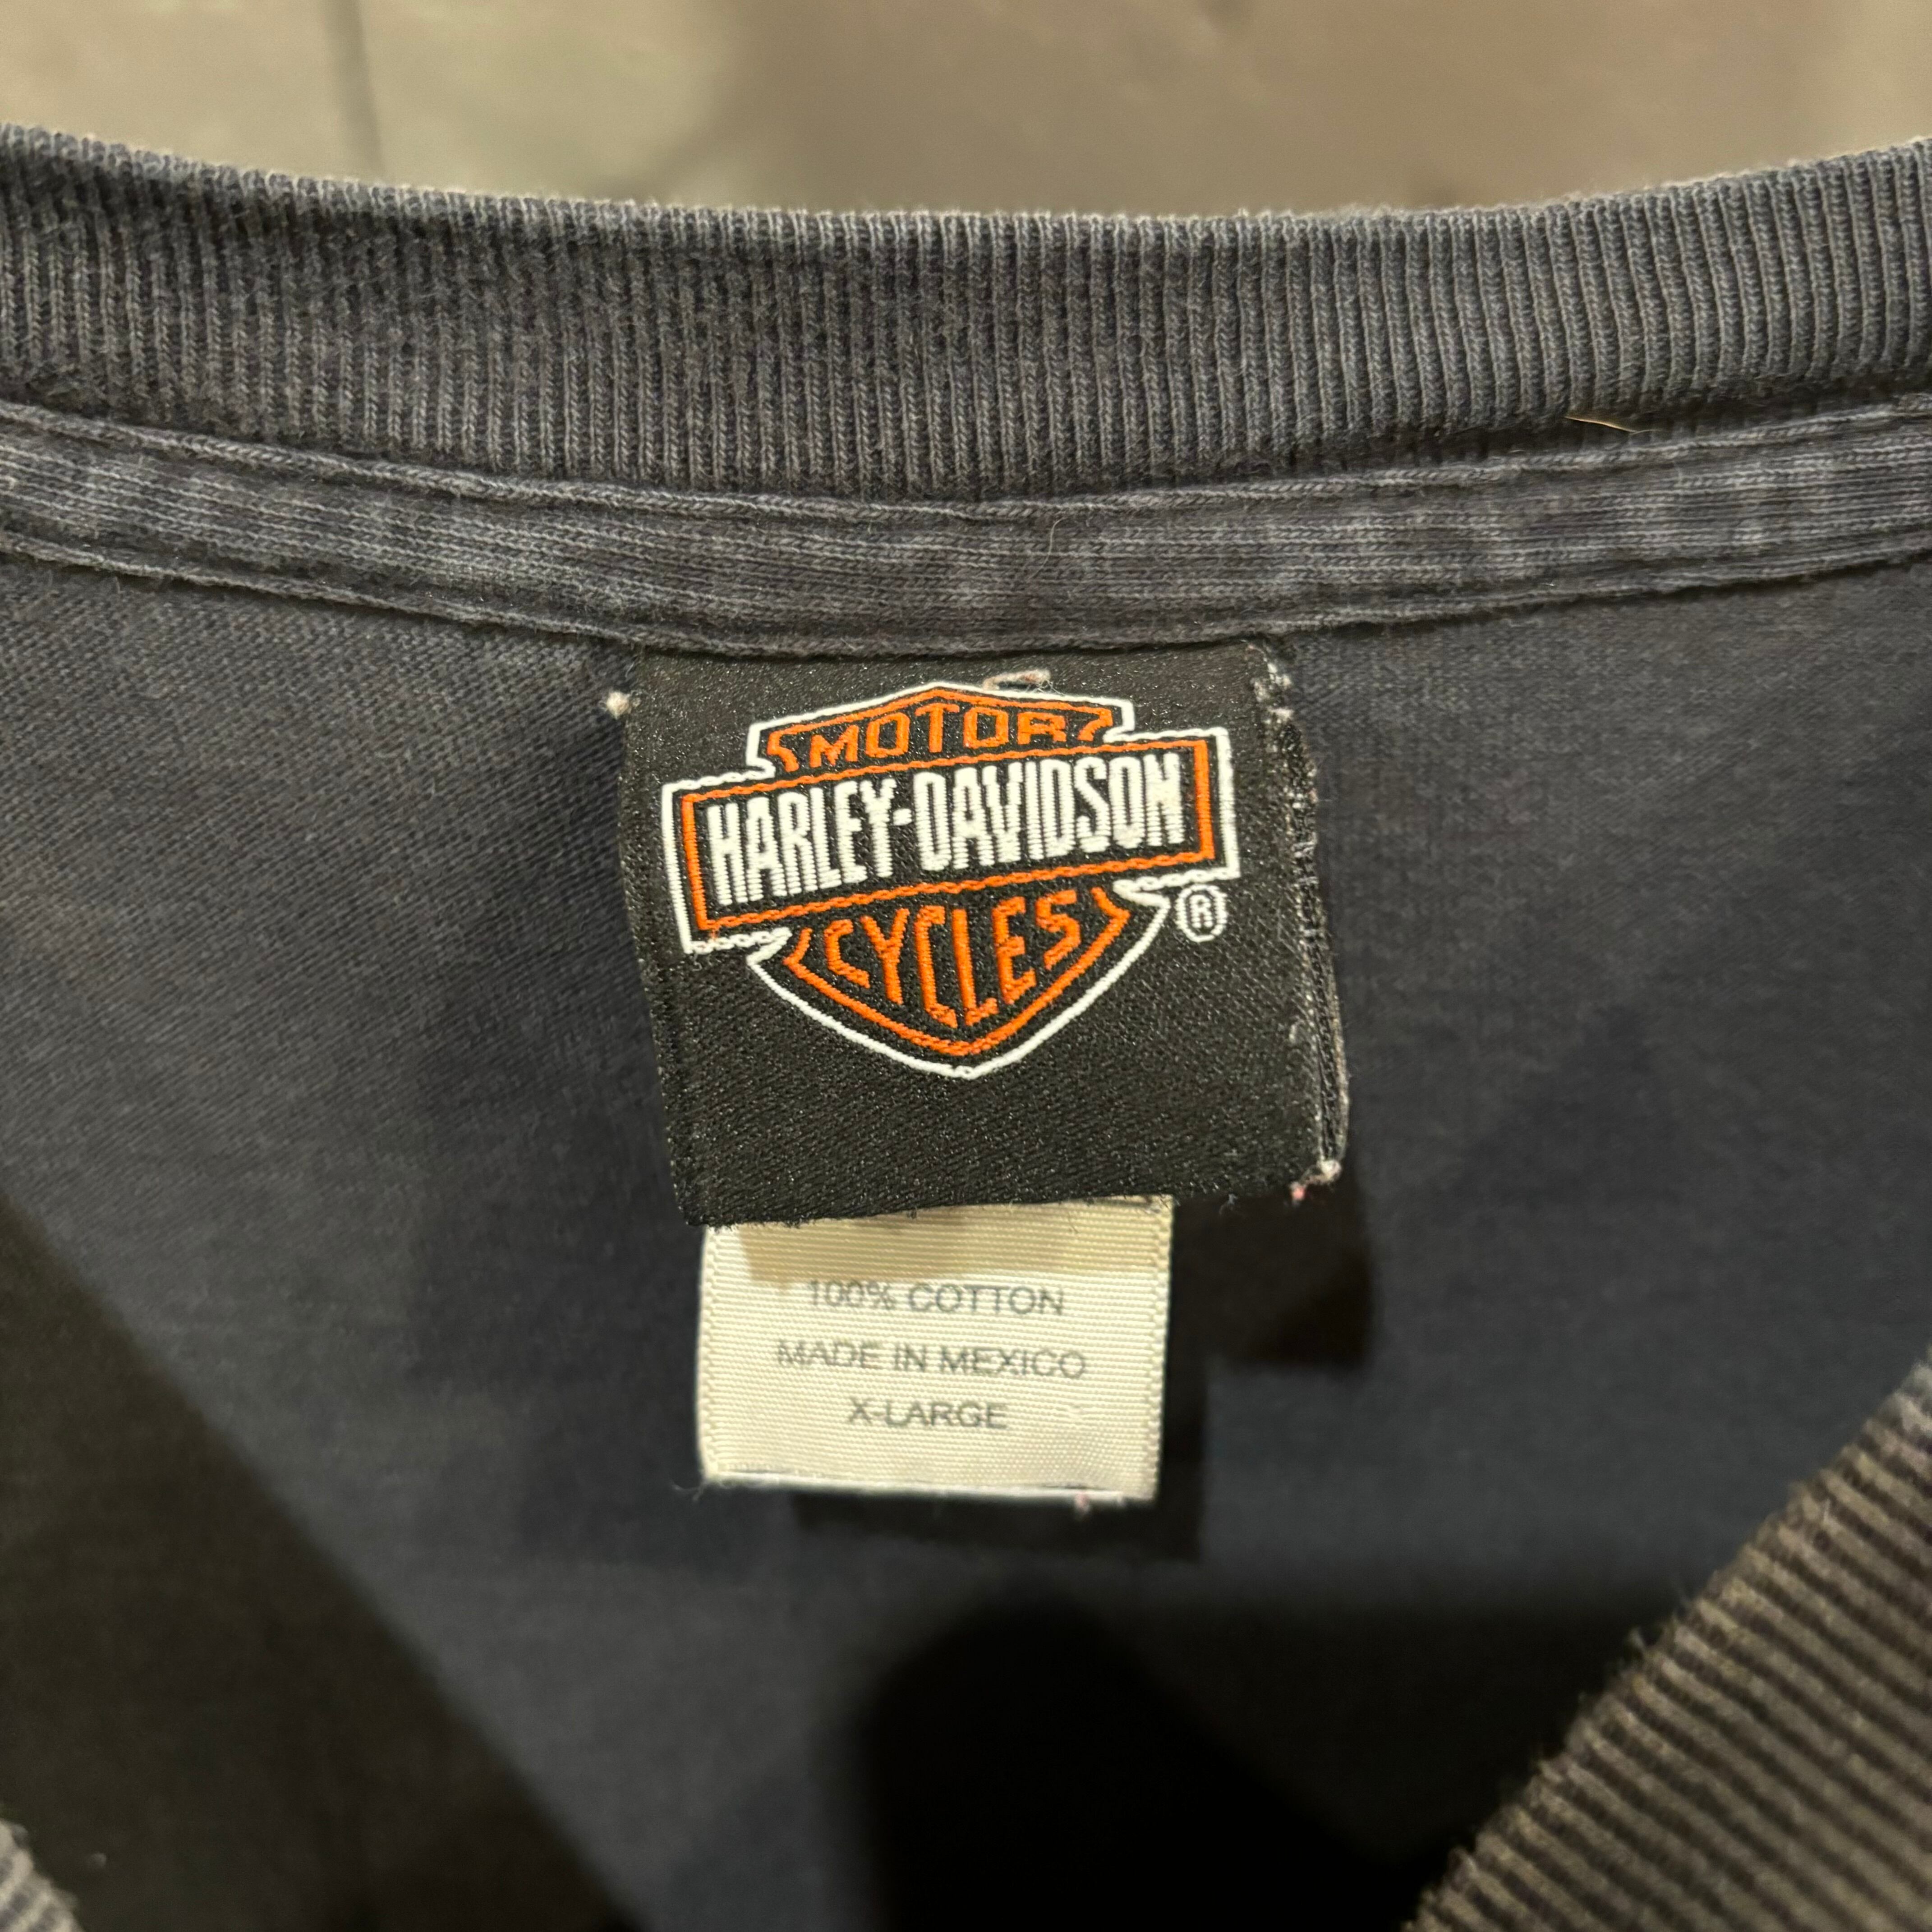 MOTOR
HARLEY-DAVIDSON
CYCLES
®
100% COTTON
MADE IN MEXICO
X-LARGE